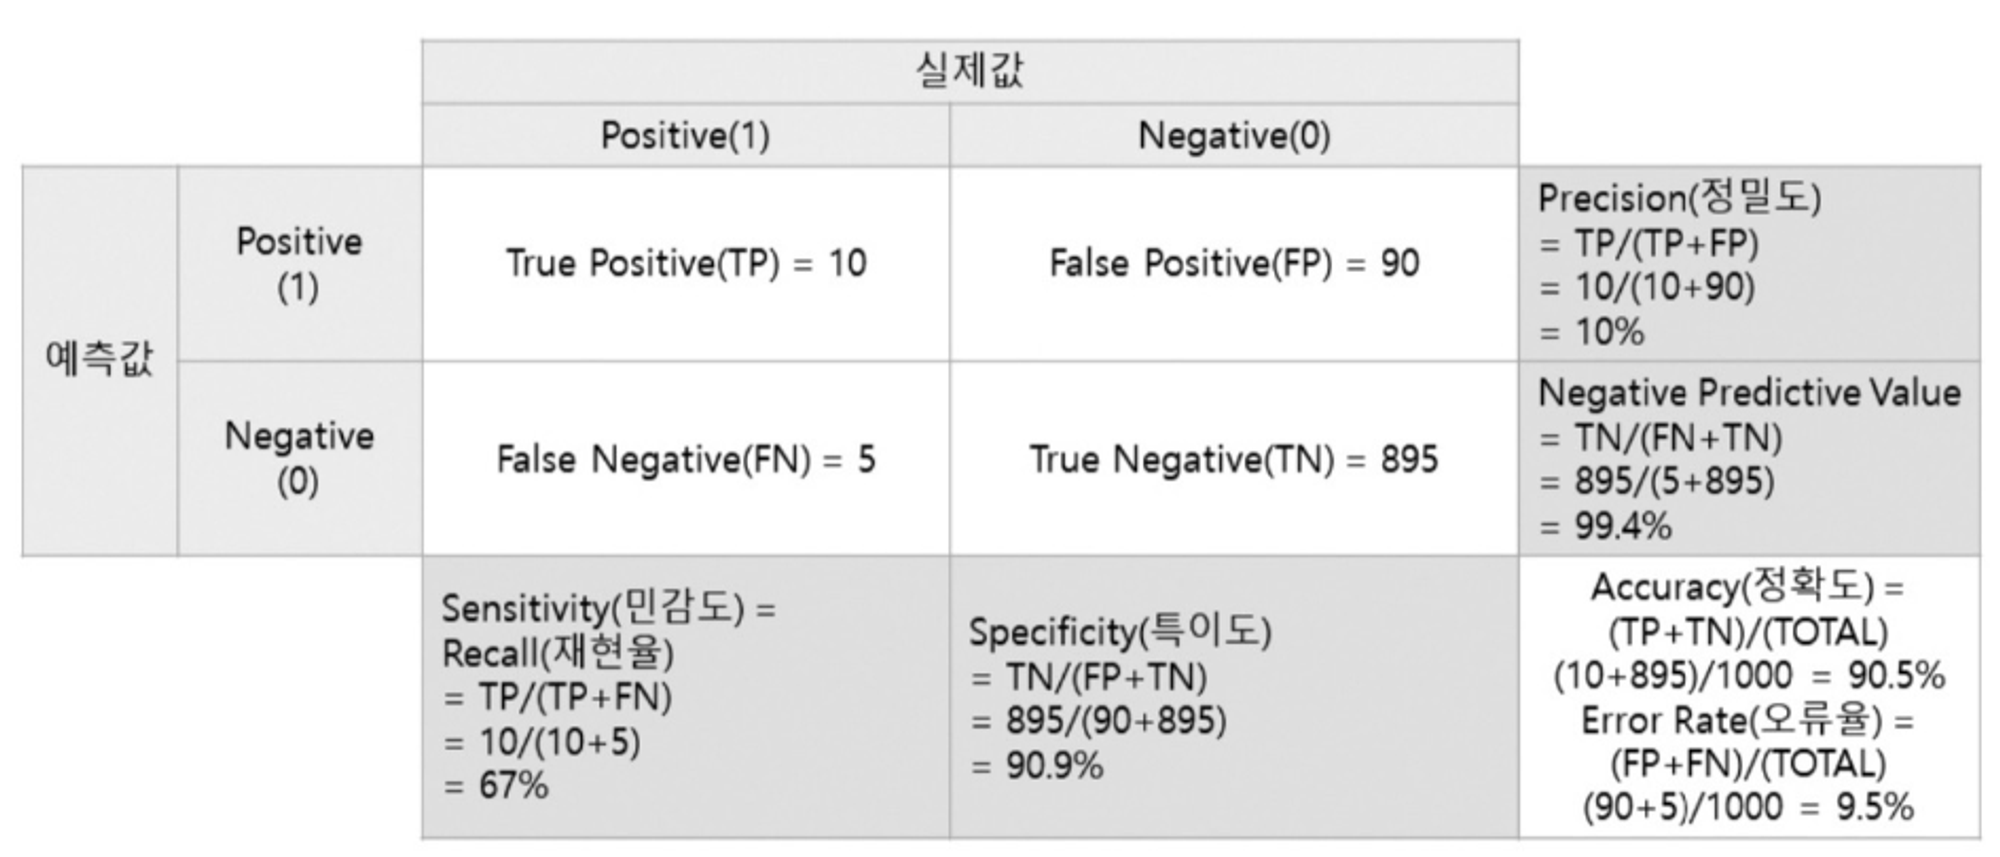 실제값
Positive(1)
Negative(0)
예측값
Positive
(1)
True Positive(TP) = 10
False Positive(FP) = 90
Precision(정밀도)
= TP/(TP+FP)
= 10/(10+90)
= 10%
Negative
(0)
False Negative(FN) = 5
True Negative(TN) = 895
Negative Predictive Value
= TN/(FN+TN)
= 895/(5+895)
= 99.4%
Sensitivity(민감도) =
Recall(재현율)
= TP/(TP+FN)
= 10/(10+5)
= 67%
Specificity(특이도)
= TN/(FP+TN)
= 895/(90+895)
= 90.9%
Accuracy(정확도) =
(TP+TN)/(TOTAL)
(10+895)/1000 = 90.5%
Error Rate(오류율) =
(FP+FN)/(TOTAL)
(90+5)/1000 = 9.5%